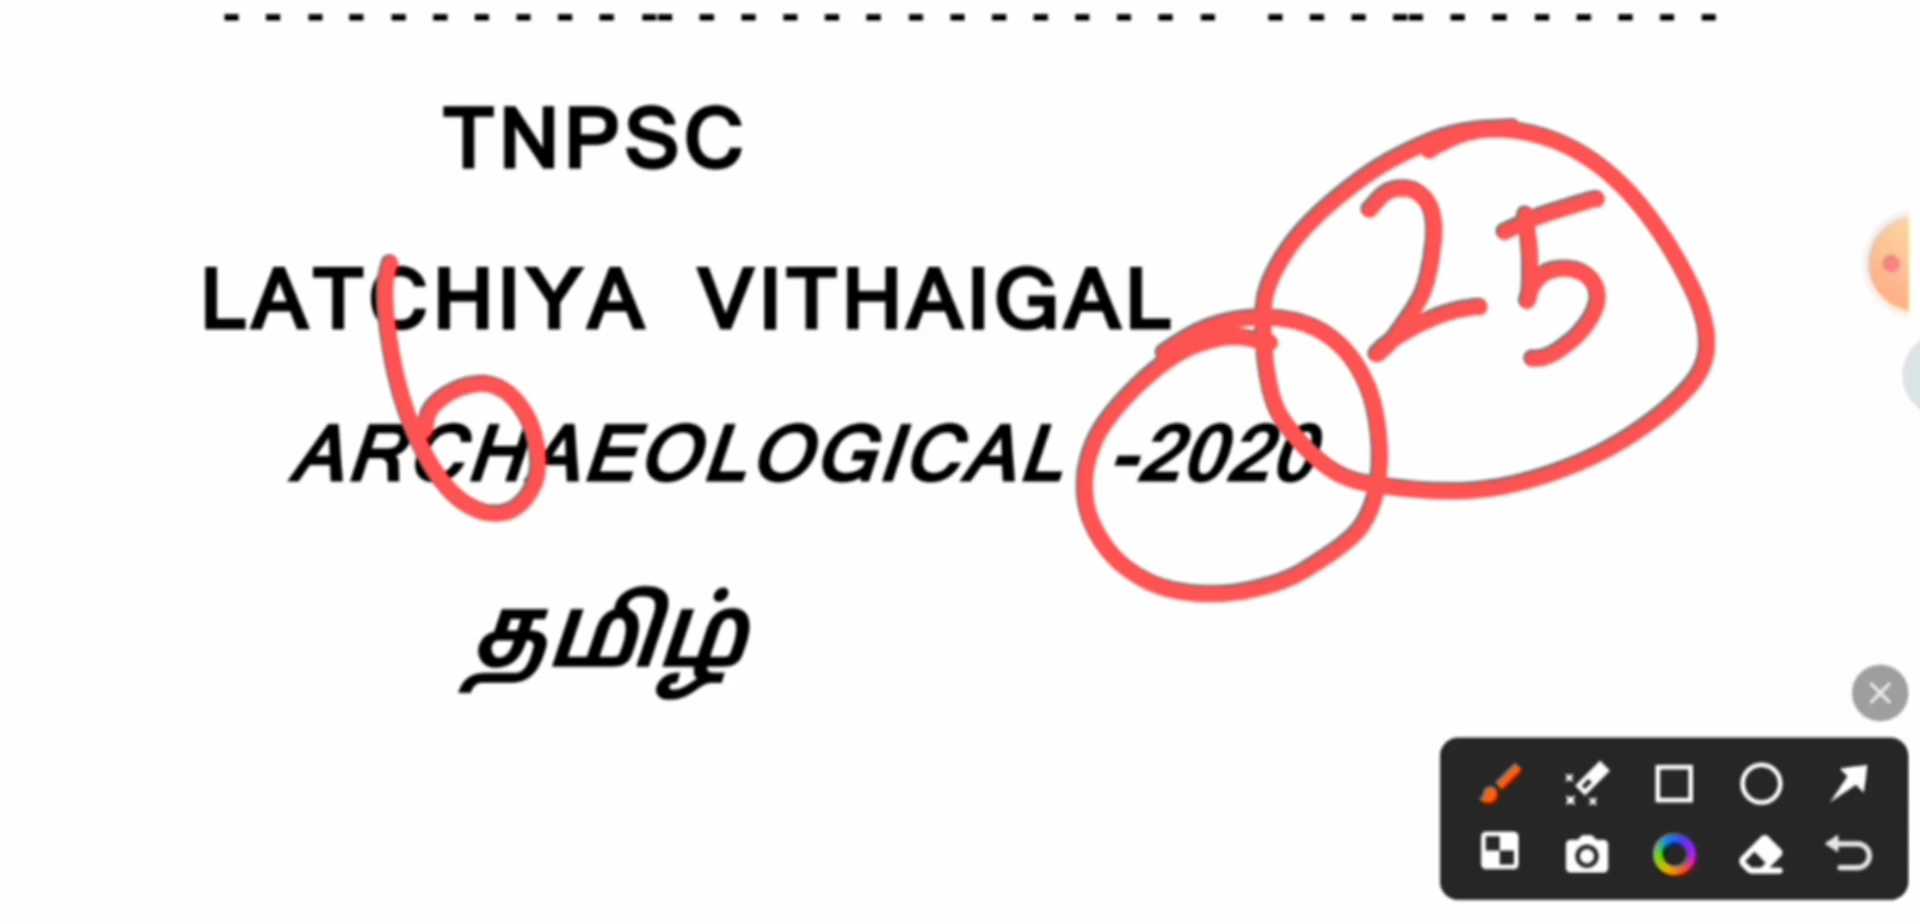 - - - - - - - - - - -- - - - - - - - - - - - - - - - - - -- - - - - - - -
TNPSC
25
LATCHIYA VITHAIGAL
6
ARCHAEOLOGICAL -2020
தமிழ்